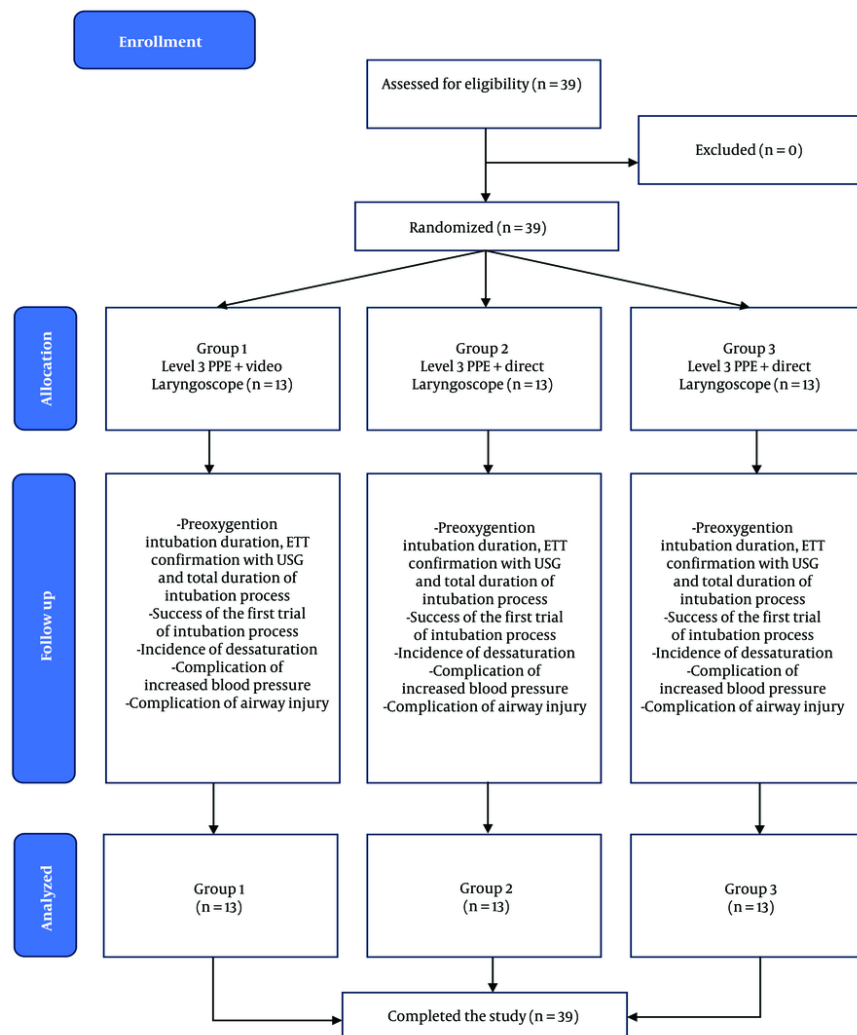 Enrollment
Assessed for eligibility (n = 39)
Excluded (n = 0)
Randomized (n = 39)
Allocation
Group 1
Level 3 PPE + video
Laryngoscope (n = 13)
Group 2
Level 3 PPE + direct
Laryngoscope (n = 13)
Group 3
Level 3 PPE + direct
Laryngoscope (n = 13)
Follow up
-Preoxygention
intubation duration, ETT
confirmation with USG
and total duration of
intubation process
-Success of the first trial
of intubation process
-Incidence of dessaturation
-Complication of
increased blood pressure
-Complication of airway injury
-Preoxygention
intubation duration, ETT
confirmation with USG
and total duration of
intubation process
-Success of the first trial
of intubation process
-Incidence of dessaturation
-Complication of
increased blood pressure
-Complication of airway injury
-Preoxygention
intubation duration, ETT
confirmation with USG
and total duration of
intubation process
-Success of the first trial
of intubation process
-Incidence of dessaturation
-Complication of
increased blood pressure
-Complication of airway injury
Analyzed
Group 1
(n = 13)
Group 2
(n = 13)
Group 3
(n = 13)
Completed the study (n = 39)